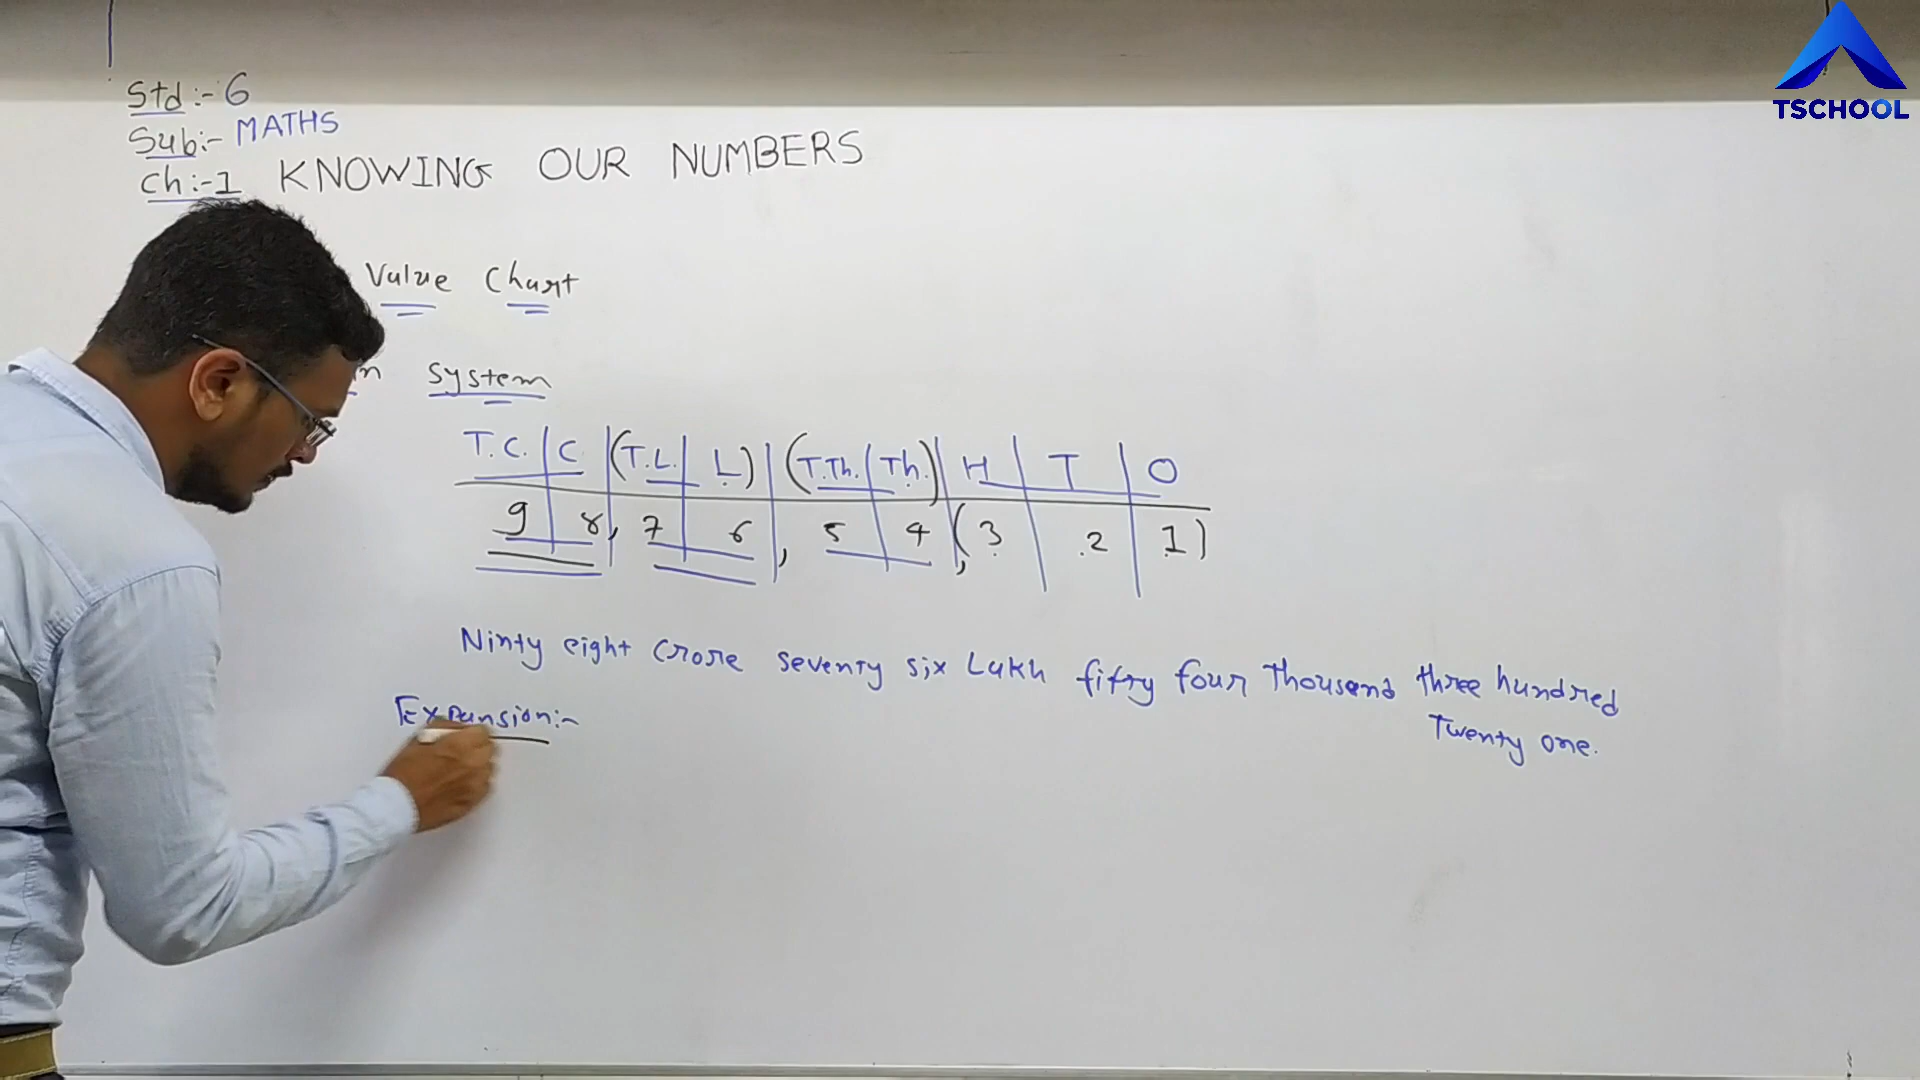 Std:- 6
Sub:- MATHS
Ch:-1 KNOWING OUR NUMBERS
Value Chart
System
T.C. C. (T.L. L) (T.Th. Th.) H T O
9 8, 7 6, 5 4, (3 2 1)
Ninty eight Crore seventy six Lakh fifty four Thousand three hundred
Twenty one.
Expansion:-
TSCHOOL